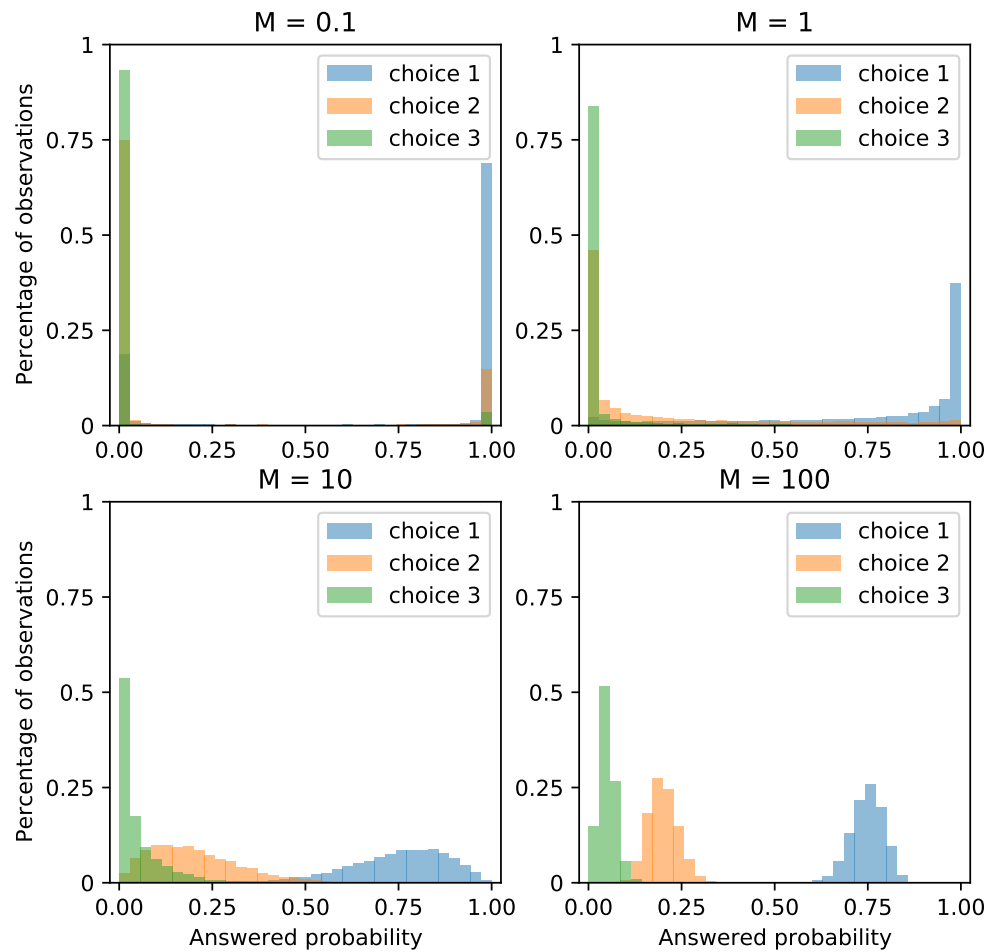 M = 0.1
Percentage of observations
1
0.75
0.5
0.25
0
0.00 0.25 0.50 0.75 1.00
choice 1
choice 2
choice 3
M = 1
1
0.75
0.5
0.25
0
0.00 0.25 0.50 0.75 1.00
choice 1
choice 2
choice 3
M = 10
Percentage of observations
1
0.75
0.5
0.25
0
0.00 0.25 0.50 0.75 1.00
Answered probability
choice 1
choice 2
choice 3
M = 100
1
0.75
0.5
0.25
0
0.00 0.25 0.50 0.75 1.00
Answered probability
choice 1
choice 2
choice 3